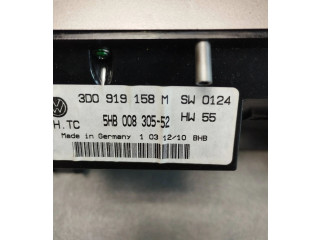 3D0 919 158 M SW 0124
H.TC 5HB 008 305-52 HW 55
Made in Germany 1 03 12/10 BHB